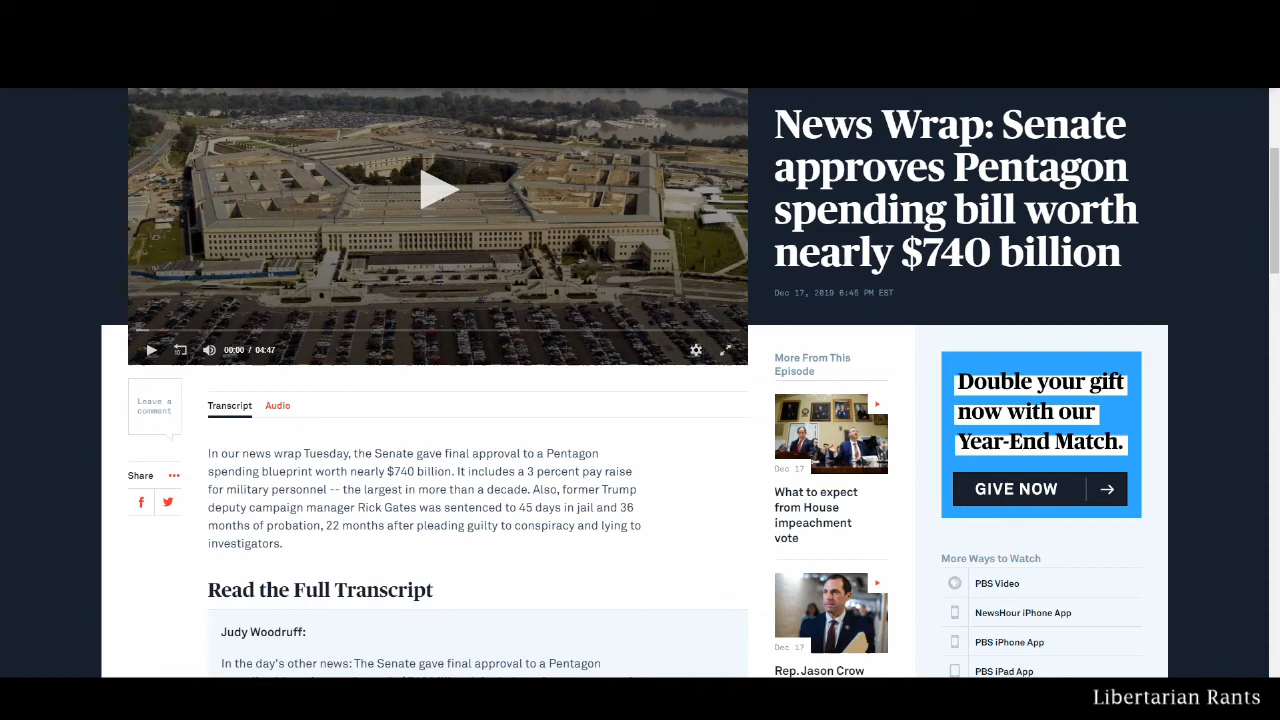 News Wrap: Senate
approves Pentagon
spending bill worth
nearly $740 billion
Dec 17, 2019 6:45 PM EST
10
00:00 / 04:47
Leave a
comment
Share
Transcript
Audio
In our news wrap Tuesday, the Senate gave final approval to a Pentagon
spending blueprint worth nearly $740 billion. It includes a 3 percent pay raise
for military personnel -- the largest in more than a decade. Also, former Trump
deputy campaign manager Rick Gates was sentenced to 45 days in jail and 36
months of probation, 22 months after pleading guilty to conspiracy and lying to
investigators.
Read the Full Transcript
Judy Woodruff:
In the day's other news: The Senate gave final approval to a Pentagon
More From This
Episode
Dec 17
What to expect
from House
impeachment
vote
Dec 17
Rep. Jason Crow
Double your gift
now with our
Year-End Match.
GIVE NOW
More Ways to Watch
PBS Video
NewsHour iPhone App
PBS iPhone App
PBS iPad App
Libertarian Rants